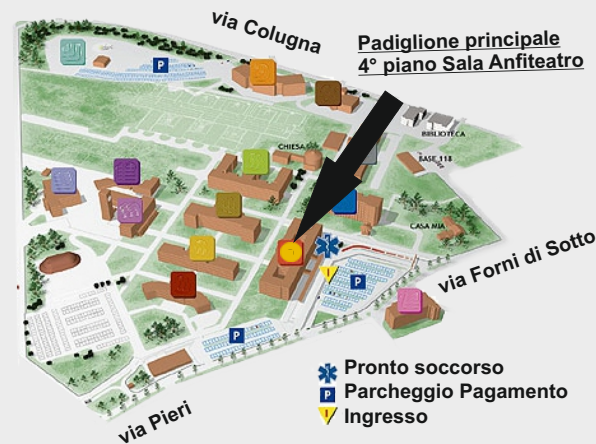 via Colugna
Padiglione principale
4° piano Sala Anfiteatro
P
BIBLIOTECA
CHIESA
BASE 118
CASA MIA
via Forni di Sotto
I
P
P
Pronto soccorso
P Parcheggio Pagamento
I Ingresso
via Pieri